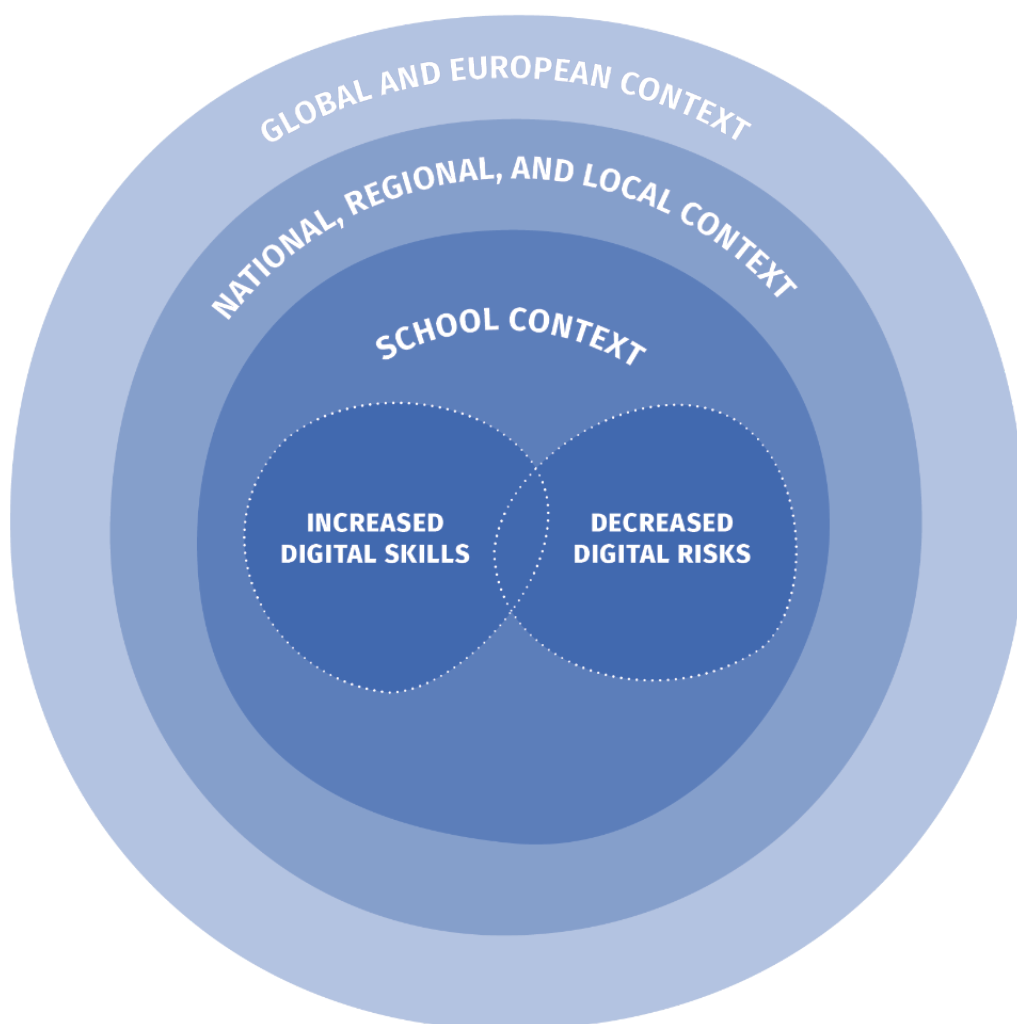 GLOBAL AND EUROPEAN CONTEXT
NATIONAL, REGIONAL, AND LOCAL CONTEXT
SCHOOL CONTEXT
INCREASED
DIGITAL SKILLS
DECREASED
DIGITAL RISKS